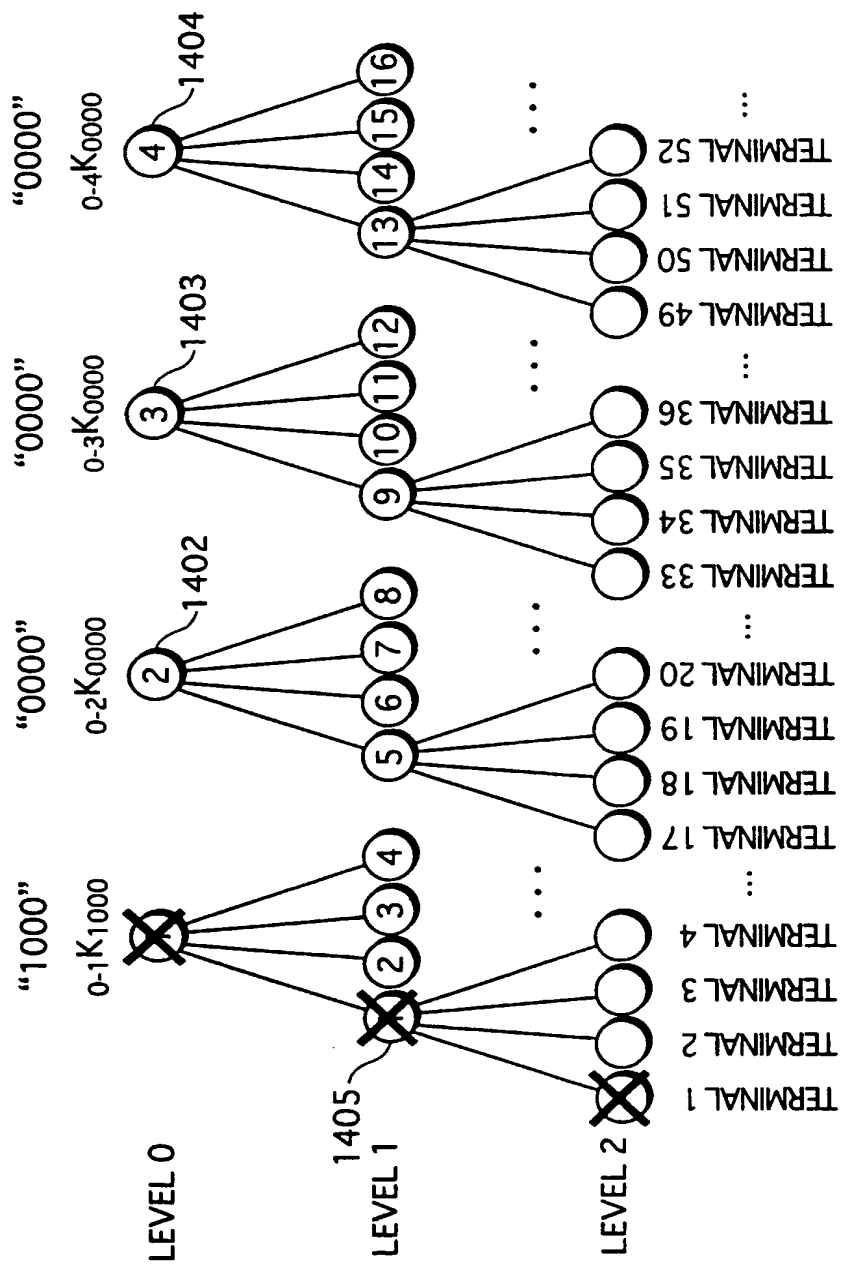 "1000" "0000" "0000" "0000"
0-1K1000 0-2K0000 0-3K0000 0-4K0000
1402 1403 1404
LEVEL 0 2 3 4
1405
LEVEL 1 2 3 4 5 6 7 8 9 10 11 12 13 14 15 16
... ... ... ...
LEVEL 2
TERMINAL 1
TERMINAL 2
TERMINAL 3
TERMINAL 4
...
TERMINAL 17
TERMINAL 18
TERMINAL 19
TERMINAL 20
...
TERMINAL 33
TERMINAL 34
TERMINAL 35
TERMINAL 36
...
TERMINAL 49
TERMINAL 50
TERMINAL 51
TERMINAL 52
...